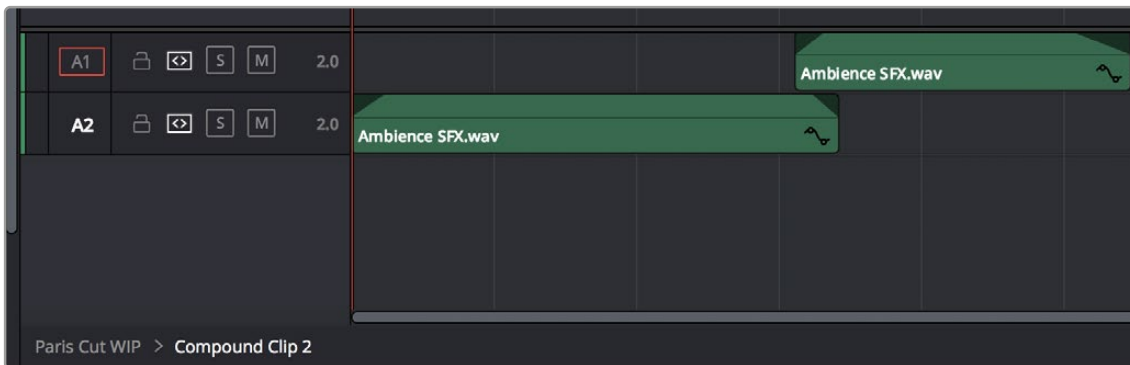 A1 S M 2.0
Ambience SFX.wav
A2 S M 2.0
Ambience SFX.wav
Paris Cut WIP > Compound Clip 2